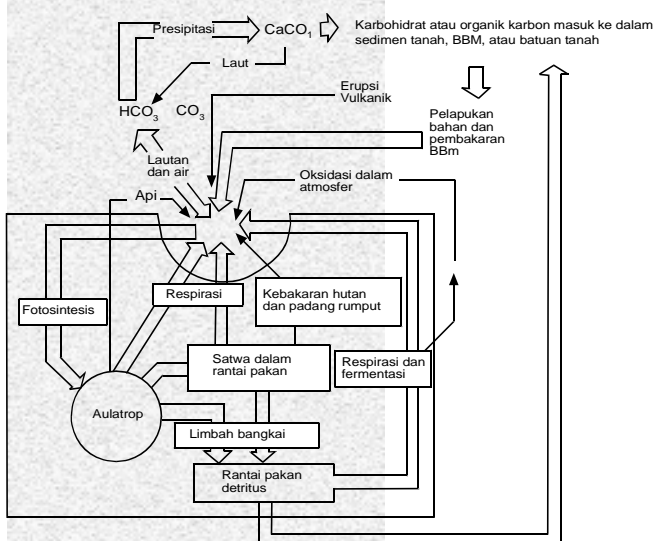 Presipitasi
CaCO₁
Karbohidrat atau organik karbon masuk ke dalam
sedimen tanah, BBM, atau batuan tanah
Laut
HCO₃
CO₃
Erupsi
Vulkanik
Pelapukan
bahan dan
pembakaran
BBm
Lautan
dan air
Oksidasi dalam
atmosfer
Api
Respirasi
Kebakaran hutan
dan padang rumput
Fotosintesis
Satwa dalam
rantai pakan
Respirasi dan
fermentasi
Aulatrop
Limbah bangkai
Rantai pakan
detritus